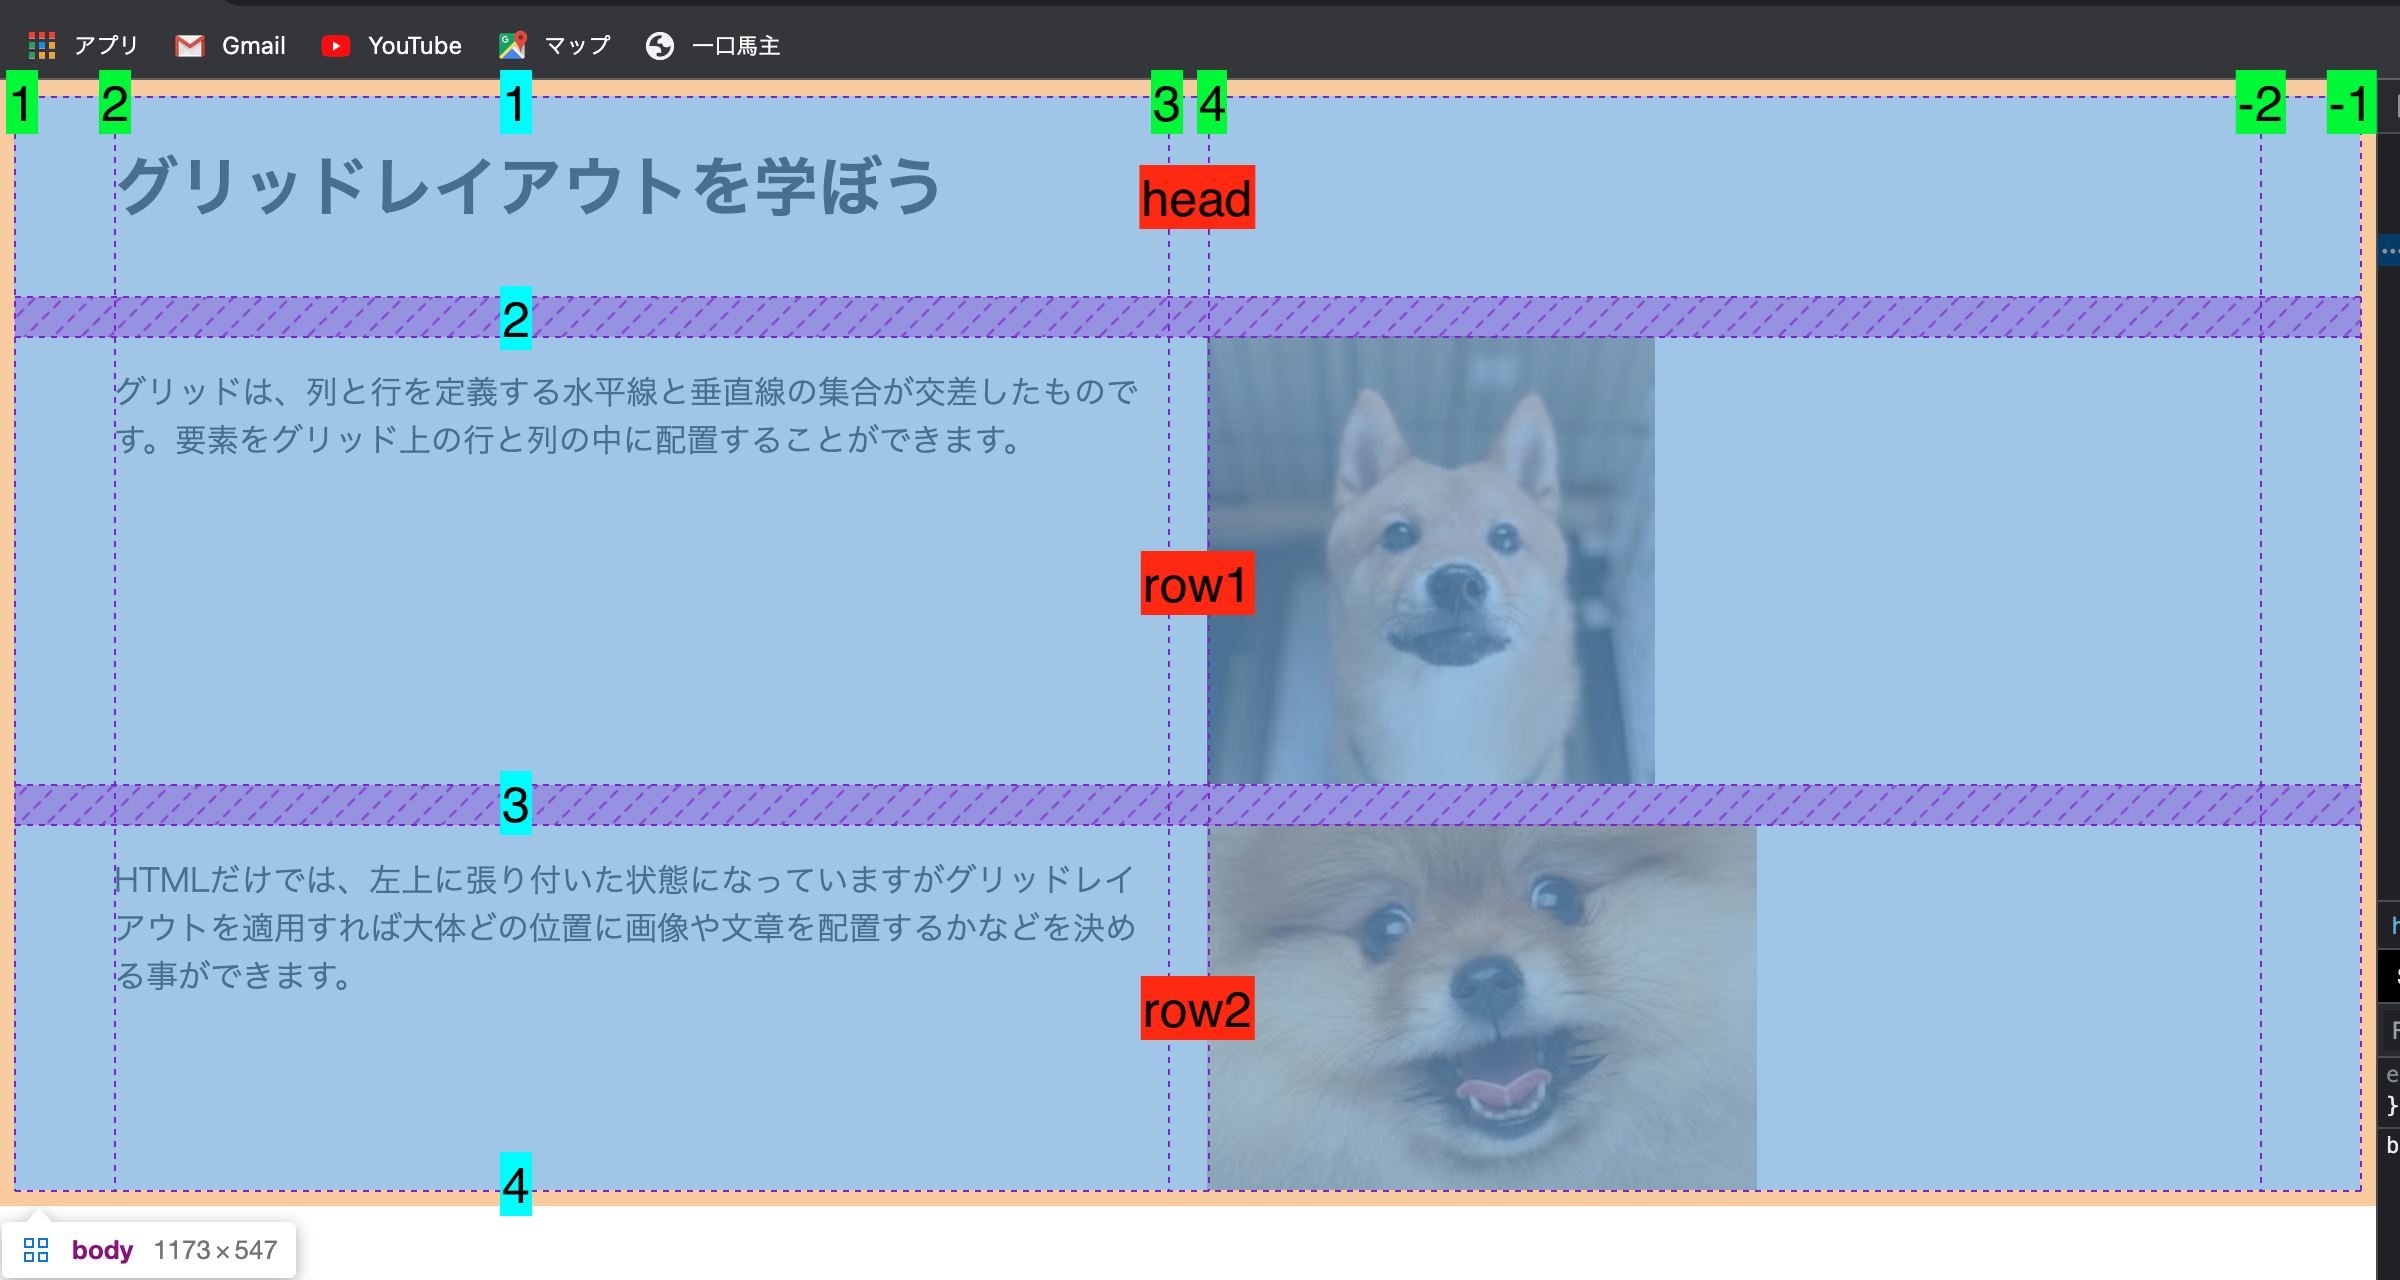 アプリ Gmail YouTube マップ 一口馬主
1 2 1 3 4 -2 -1
グリッドレイアウトを学ぼう
head
2
グリッドは、列と行を定義する水平線と垂直線の集合が交差したもので
す。要素をグリッド上の行と列の中に配置することができます。
row1
3
HTMLだけでは、左上に張り付いた状態になっていますがグリッドレイ
アウトを適用すれば大体どの位置に画像や文章を配置するかなどを決め
る事ができます。
row2
4
body 1173×547
e
}
b